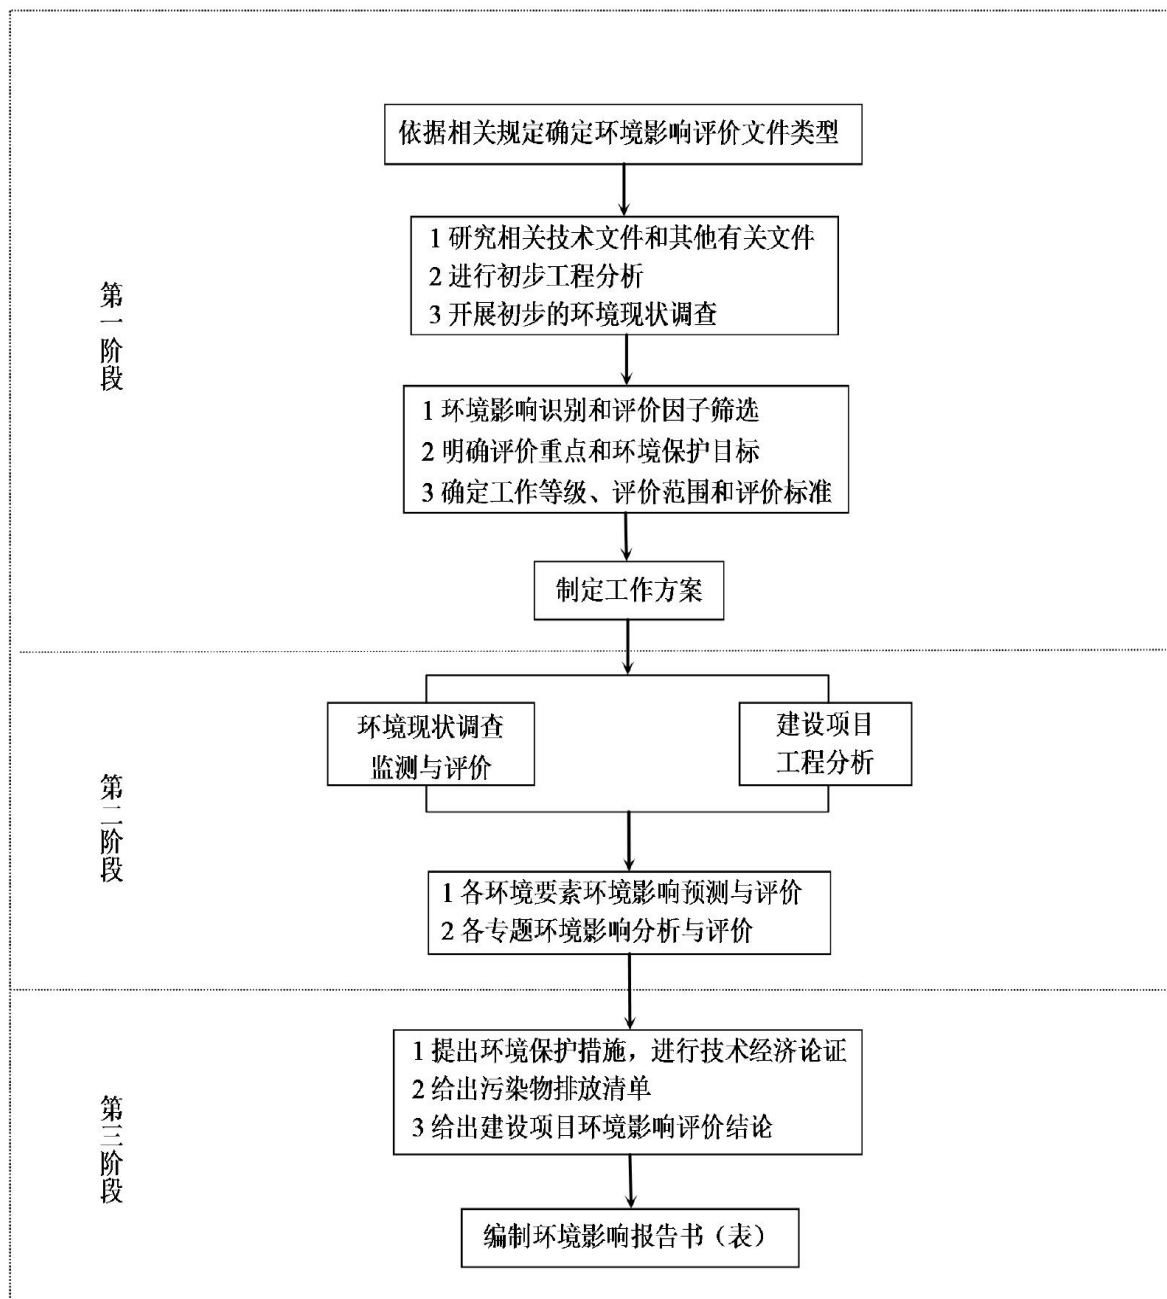 依据相关规定确定环境影响评价文件类型
1 研究相关技术文件和其他有关文件
2 进行初步工程分析
3 开展初步的环境现状调查
第一阶段
1 环境影响识别和评价因子筛选
2 明确评价重点和环境保护目标
3 确定工作等级、评价范围和评价标准
制定工作方案
环境现状调查
监测与评价
建设项目
工程分析
第二阶段
1 各环境要素环境影响预测与评价
2 各专题环境影响分析与评价
1 提出环境保护措施，进行技术经济论证
2 给出污染物排放清单
3 给出建设项目环境影响评价结论
第三阶段
编制环境影响报告书（表）